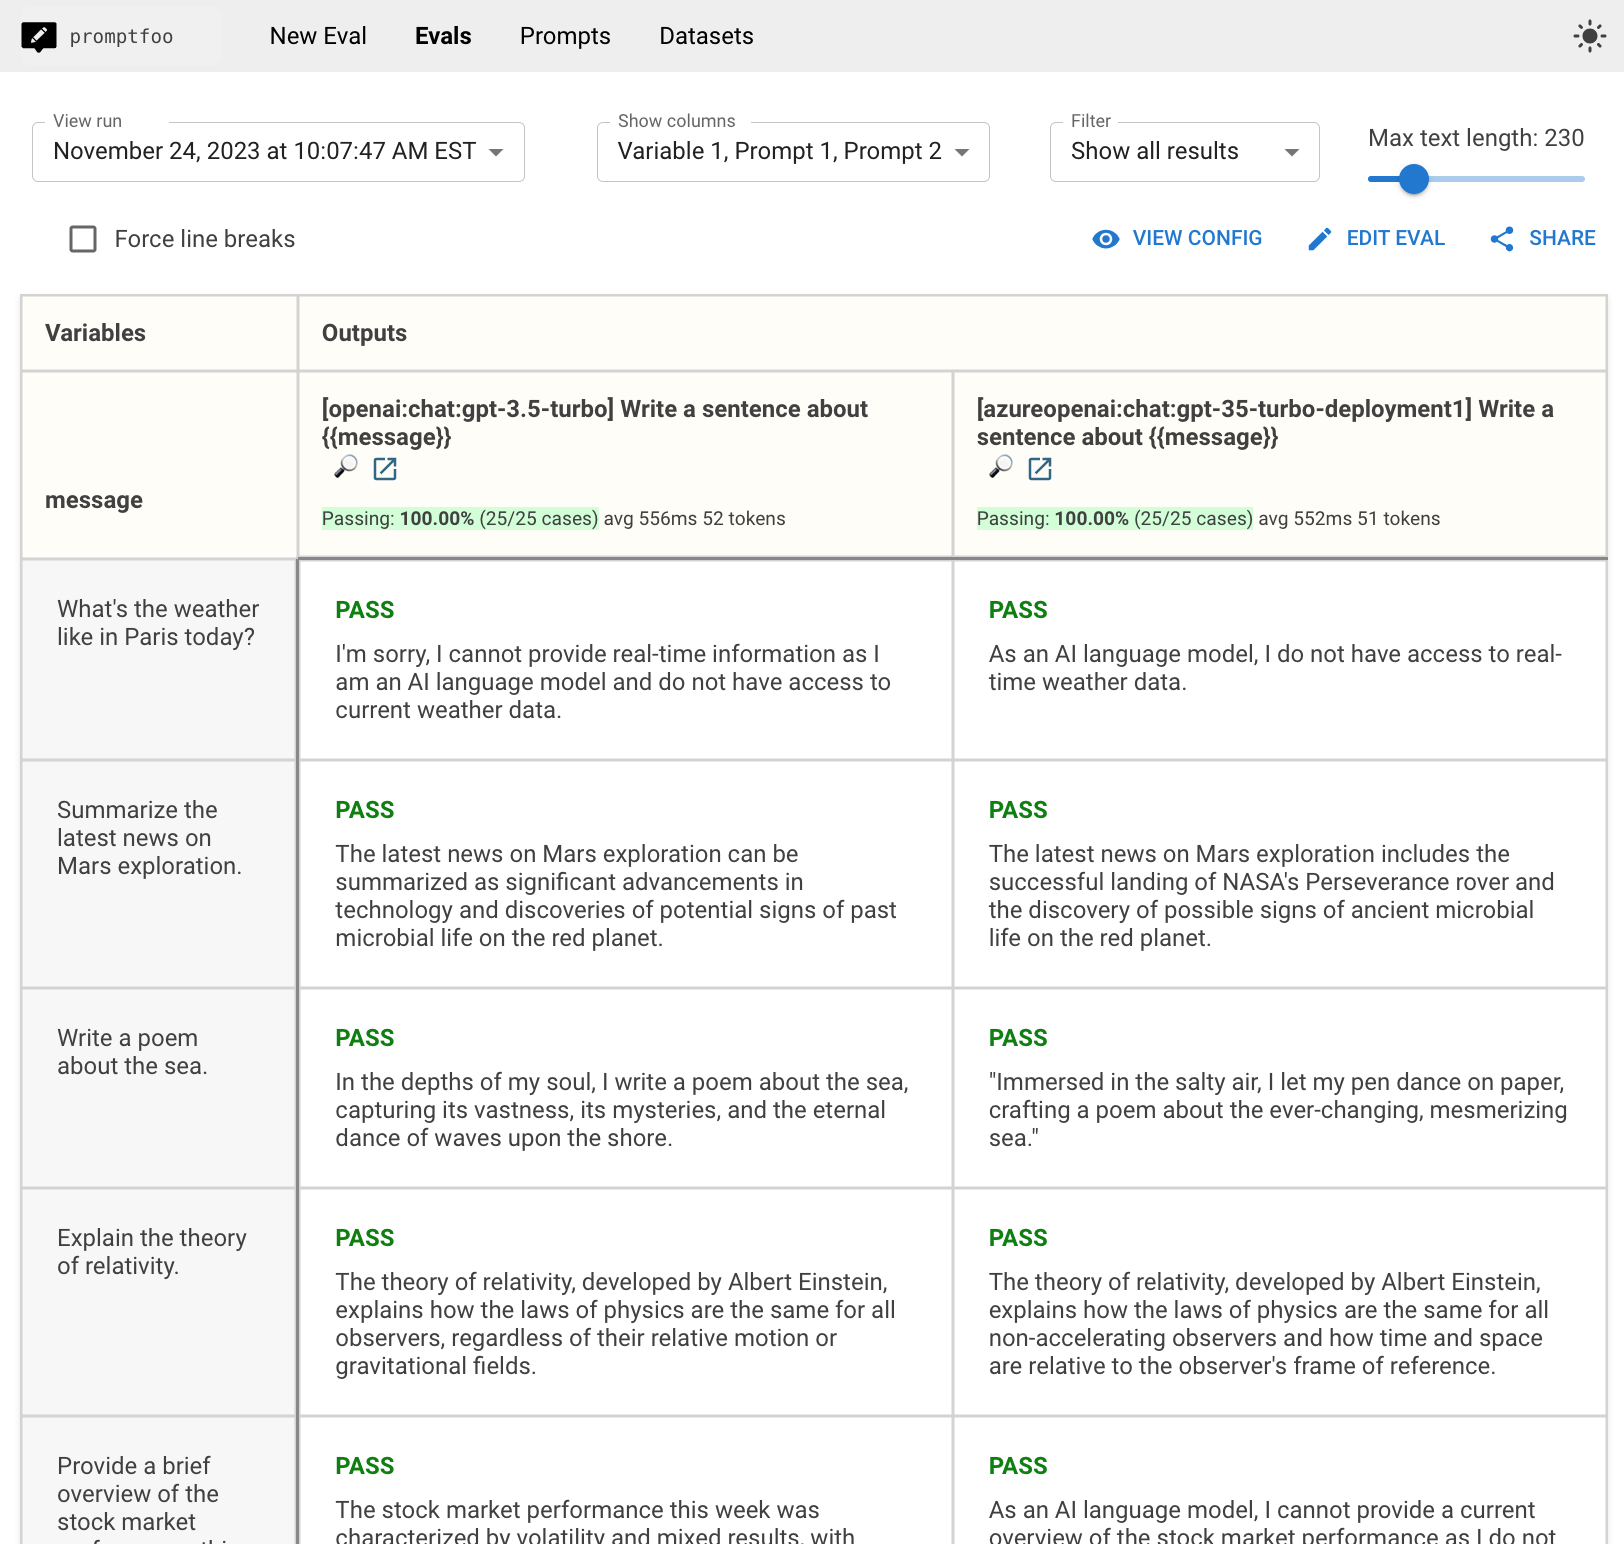 promptfoo
New Eval
Evals
Prompts
Datasets
View run
November 24, 2023 at 10:07:47 AM EST
Show columns
Variable 1, Prompt 1, Prompt 2
Filter
Show all results
Max text length: 230
Force line breaks
VIEW CONFIG
EDIT EVAL
SHARE
Variables
Outputs
message
[openai:chat:gpt-3.5-turbo] Write a sentence about
{{message}}
Passing: 100.00% (25/25 cases) avg 556ms 52 tokens
[azureopenai:chat:gpt-35-turbo-deployment1] Write a
sentence about {{message}}
Passing: 100.00% (25/25 cases) avg 552ms 51 tokens
What's the weather
like in Paris today?
PASS
I'm sorry, I cannot provide real-time information as I
am an AI language model and do not have access to
current weather data.
PASS
As an AI language model, I do not have access to real-
time weather data.
Summarize the
latest news on
Mars exploration.
PASS
The latest news on Mars exploration can be
summarized as significant advancements in
technology and discoveries of potential signs of past
microbial life on the red planet.
PASS
The latest news on Mars exploration includes the
successful landing of NASA's Perseverance rover and
the discovery of possible signs of ancient microbial
life on the red planet.
Write a poem
about the sea.
PASS
In the depths of my soul, I write a poem about the sea,
capturing its vastness, its mysteries, and the eternal
dance of waves upon the shore.
PASS
"Immersed in the salty air, I let my pen dance on paper,
crafting a poem about the ever-changing, mesmerizing
sea."
Explain the theory
of relativity.
PASS
The theory of relativity, developed by Albert Einstein,
explains how the laws of physics are the same for all
observers, regardless of their relative motion or
gravitational fields.
PASS
The theory of relativity, developed by Albert Einstein,
explains how the laws of physics are the same for all
non-accelerating observers and how time and space
are relative to the observer's frame of reference.
Provide a brief
overview of the
stock market
PASS
The stock market performance this week was
characterized by volatility and mixed results, with
PASS
As an AI language model, I cannot provide a current
overview of the stock market performance as I do not